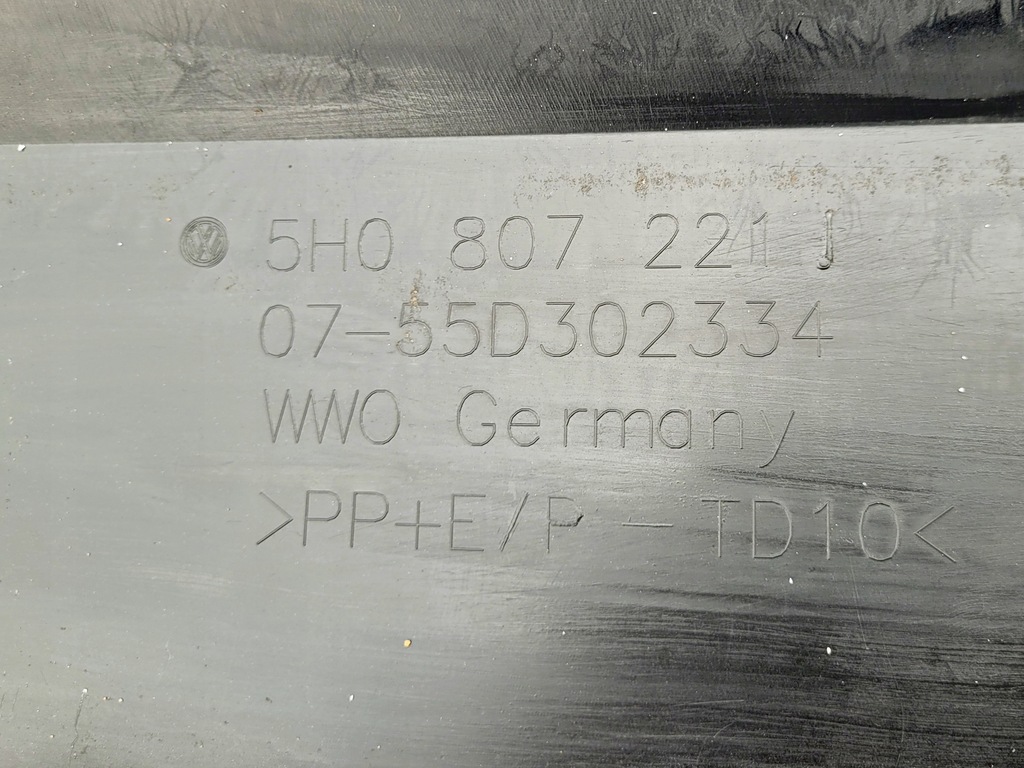 5H0 807 221 J
07-55D302334
WWO Germany
>PP+E/P - TD10<